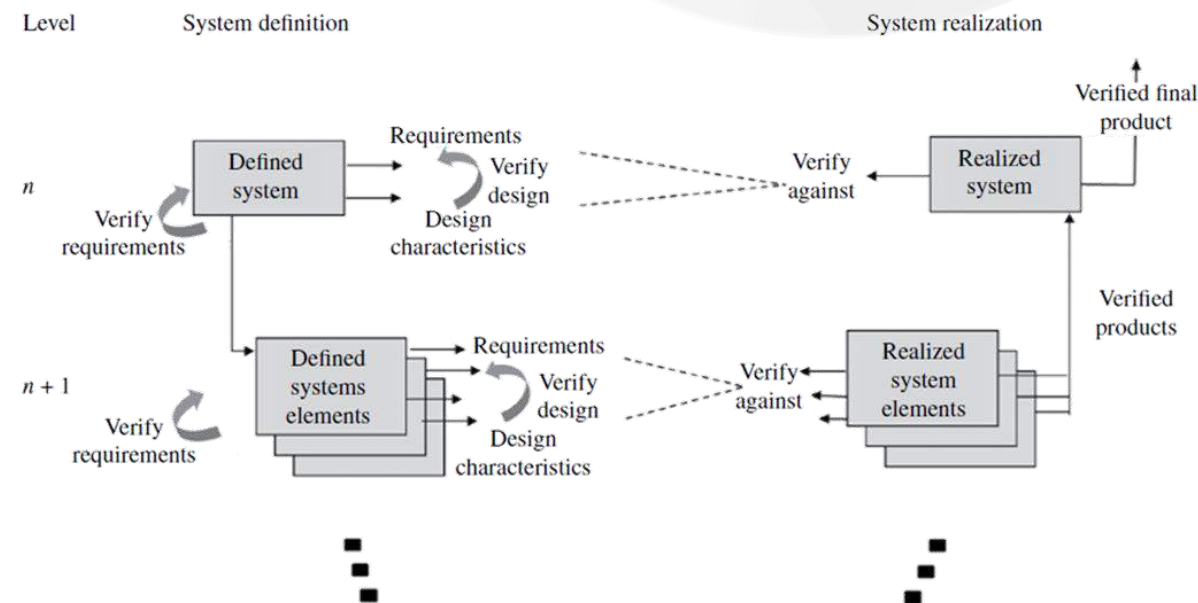 Level
System definition
System realization
Verified final
product
Requirements
Defined
system
Verify
design
Verify
against
Realized
system
n
Verify
requirements
Design
characteristics
Verified
products
Requirements
Defined
systems
elements
Verify
design
Verify
against
Realized
system
elements
n + 1
Verify
requirements
Design
characteristics